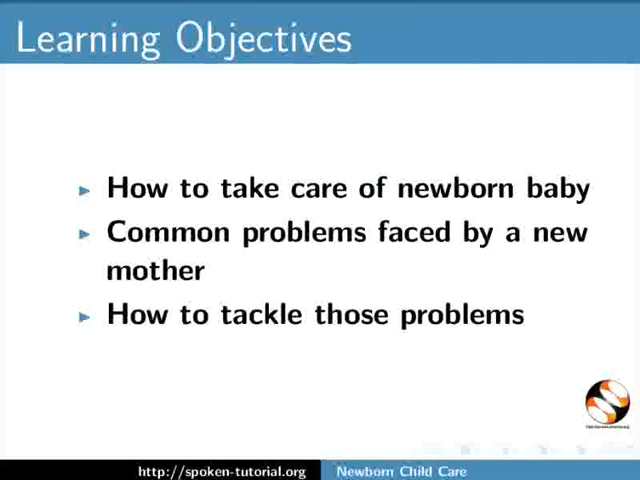 Learning Objectives
How to take care of newborn baby
Common problems faced by a new
mother
How to tackle those problems
http://spoken-tutorial.org Newborn Child Care